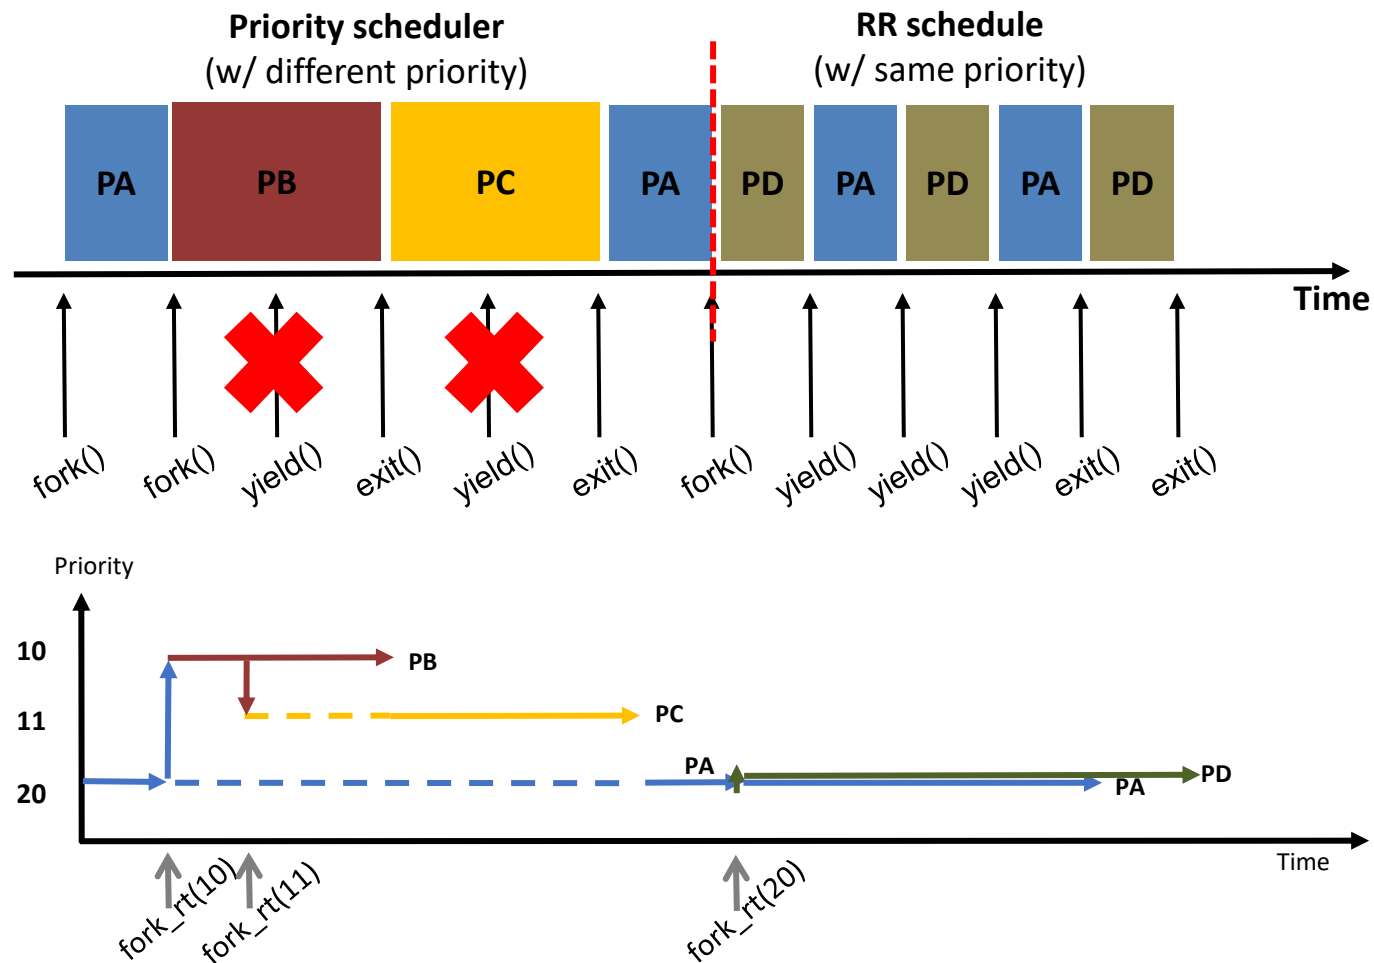 Priority scheduler
(w/ different priority)
RR schedule
(w/ same priority)
PA
PB
PC
PA
PD
PA
PD
PA
PD
Time
fork()
fork()
yield()
exit()
yield()
exit()
fork()
yield()
yield()
yield()
exit()
exit()
Priority
10
PB
11
PC
PA
PD
PA
20
Time
fork_rt(10)
fork_rt(11)
fork_rt(20)